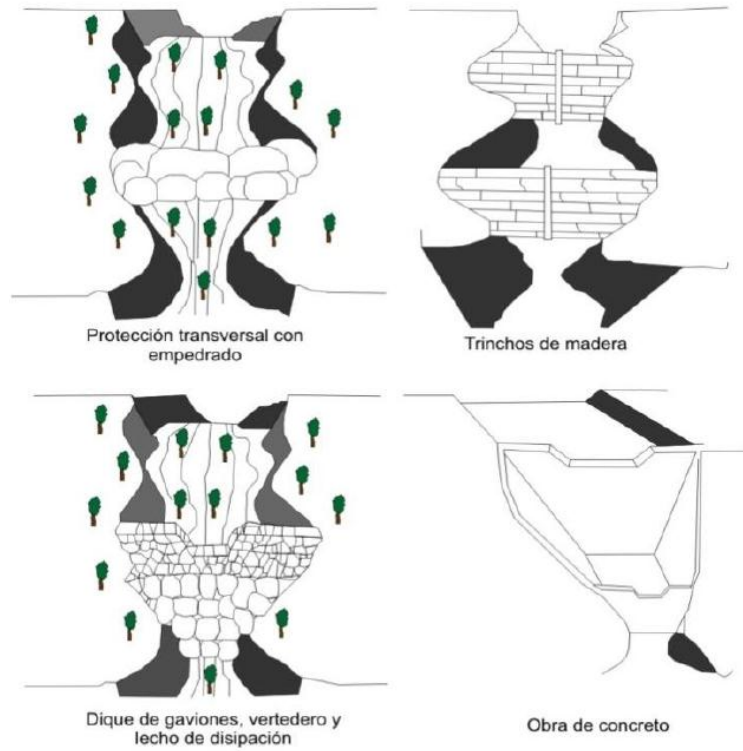 Protección transversal con
empedrado
Trinchos de madera
Dique de gaviones, vertedero y
lecho de disipación
Obra de concreto